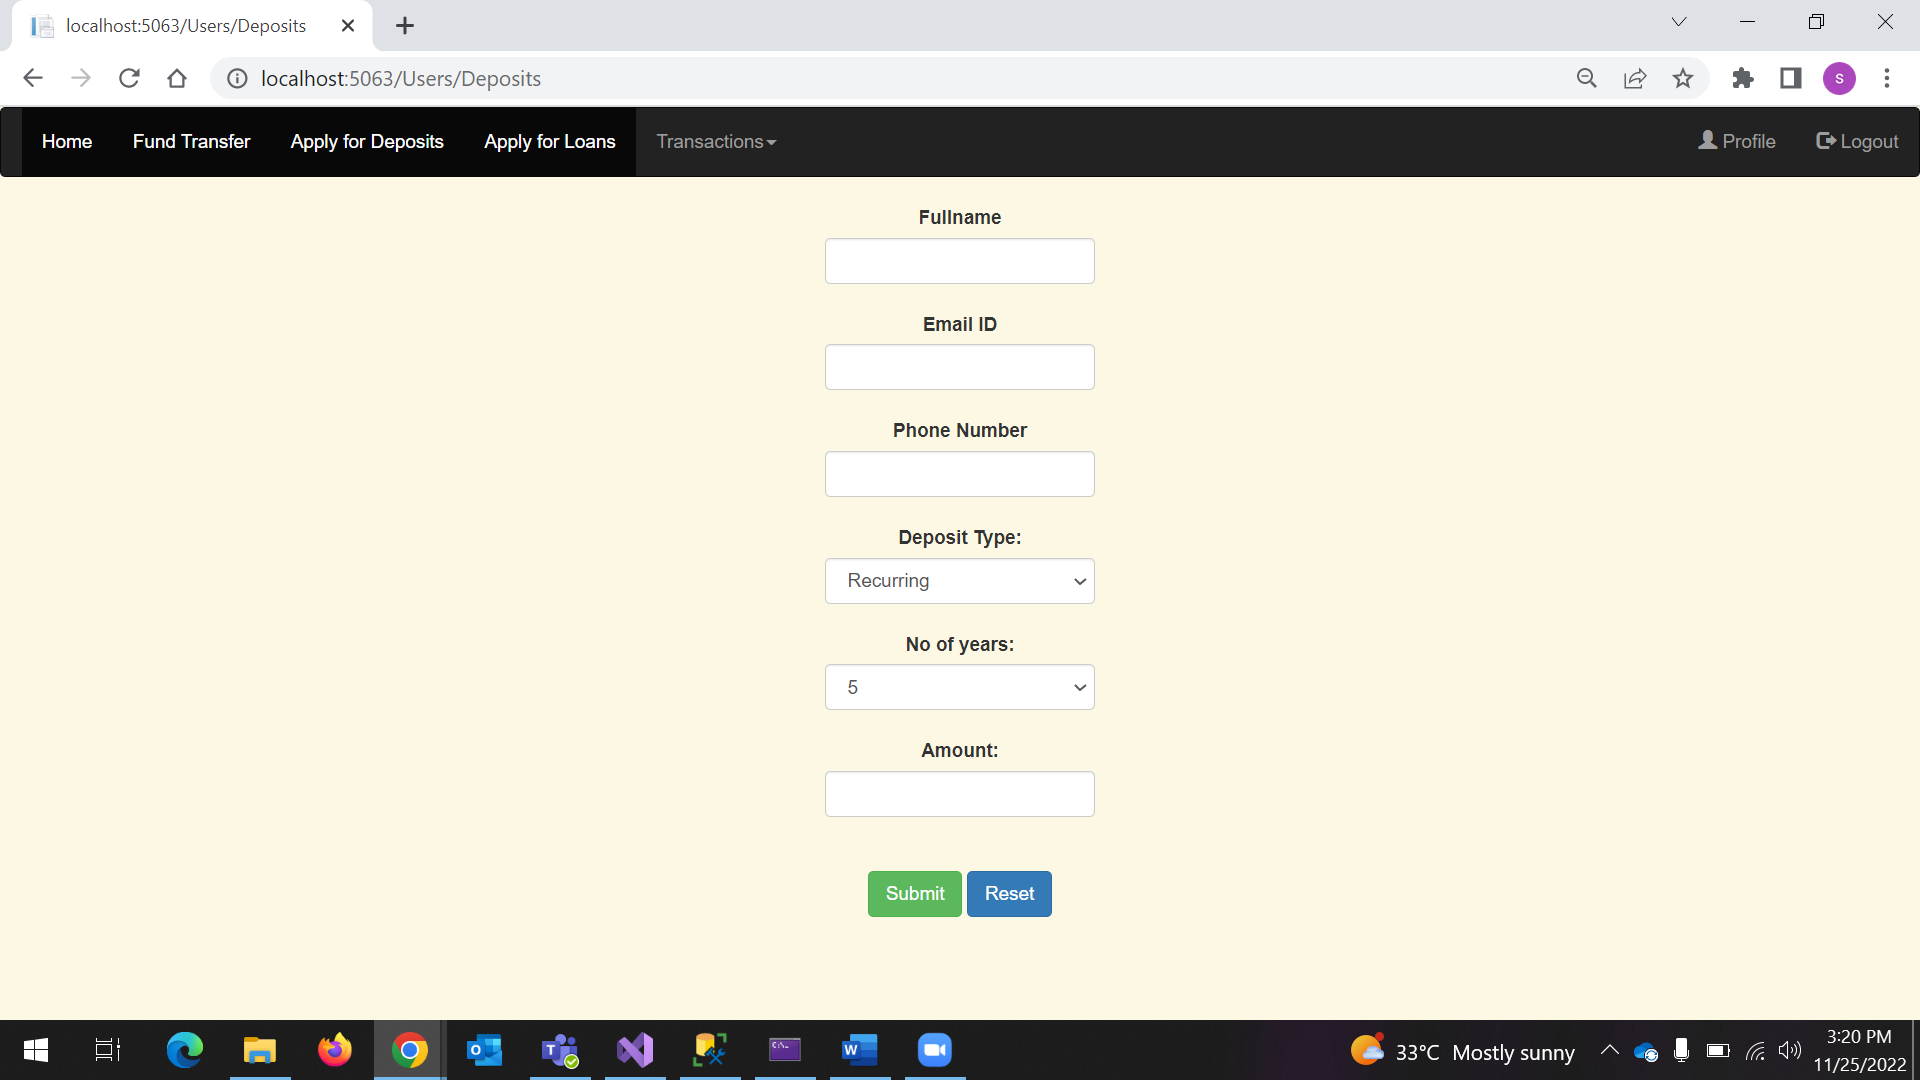 localhost:5063/Users/Deposits
localhost:5063/Users/Deposits
S
Home Fund Transfer Apply for Deposits Apply for Loans Transactions Profile Logout
Fullname
Email ID
Phone Number
Deposit Type:
Recurring
No of years:
5
Amount:
Submit Reset
33°C Mostly sunny
3:20 PM
11/25/2022